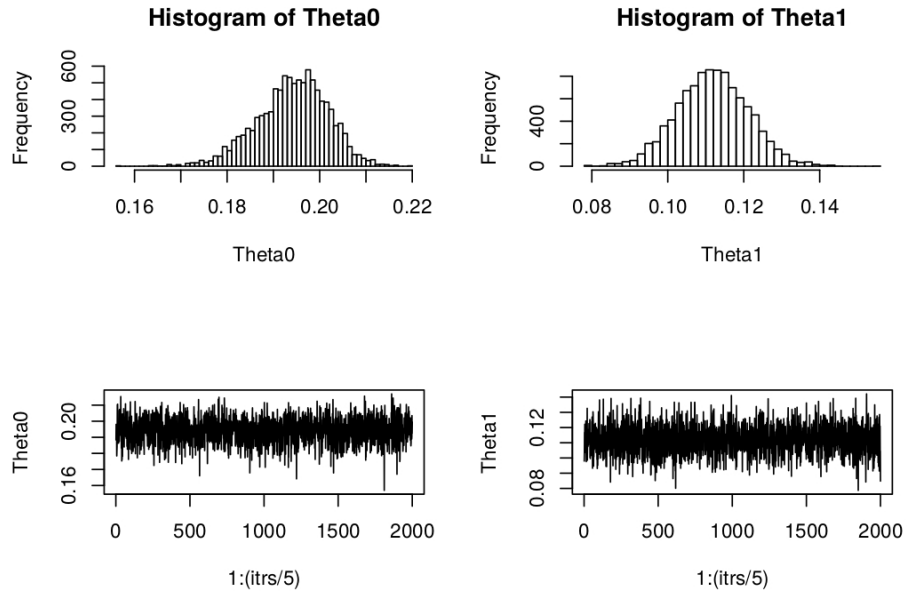 Histogram of Theta0
Frequency
0 300 600
0.16 0.18 0.20 0.22
Theta0
Histogram of Theta1
Frequency
0 400
0.08 0.10 0.12 0.14
Theta1
Theta0
0.16 0.20
0 500 1000 1500 2000
1:(itrs/5)
Theta1
0.08 0.12
0 500 1000 1500 2000
1:(itrs/5)